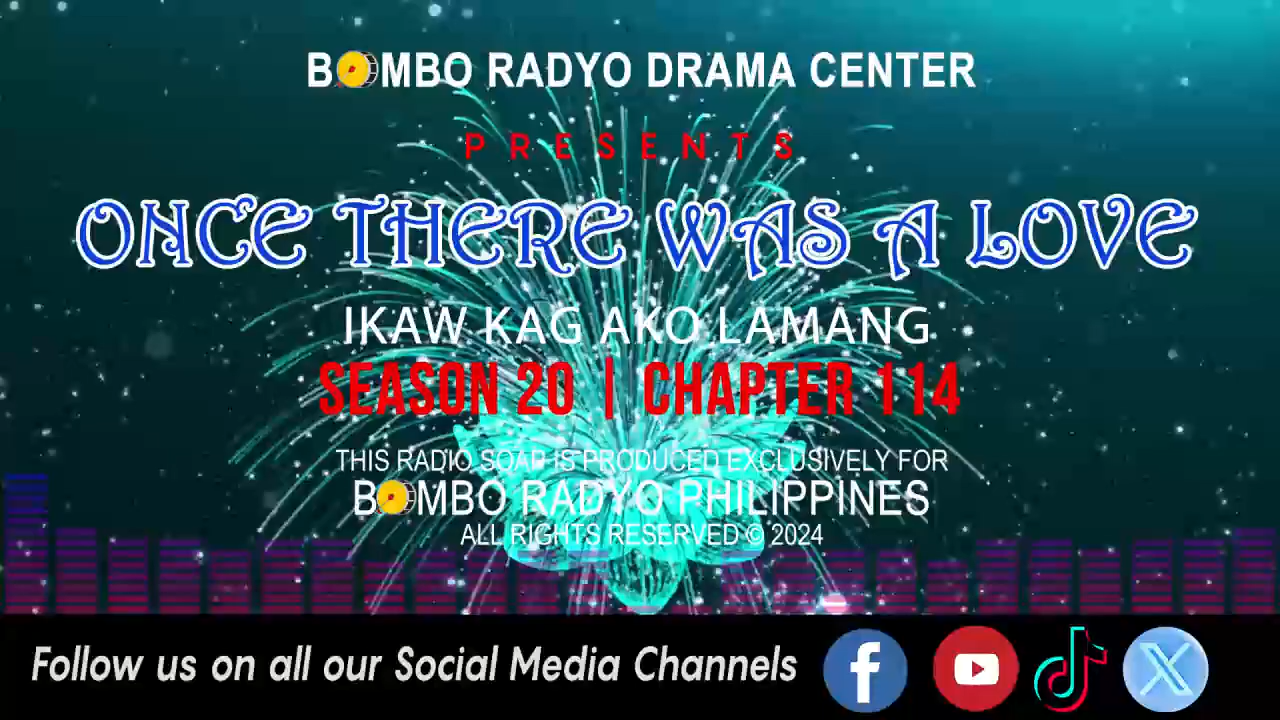 BOMBO RADYO DRAMA CENTER
PRESENTS
ONCE THERE WAS A LOVE
IKAW KAG AKO LAMANG
SEASON 20 | CHAPTER 114
THIS RADIO SOAP IS PRODUCED EXCLUSIVELY FOR
BOMBO RADYO PHILIPPINES
ALL RIGHTS RESERVED © 2024
Follow us on all our Social Media Channels